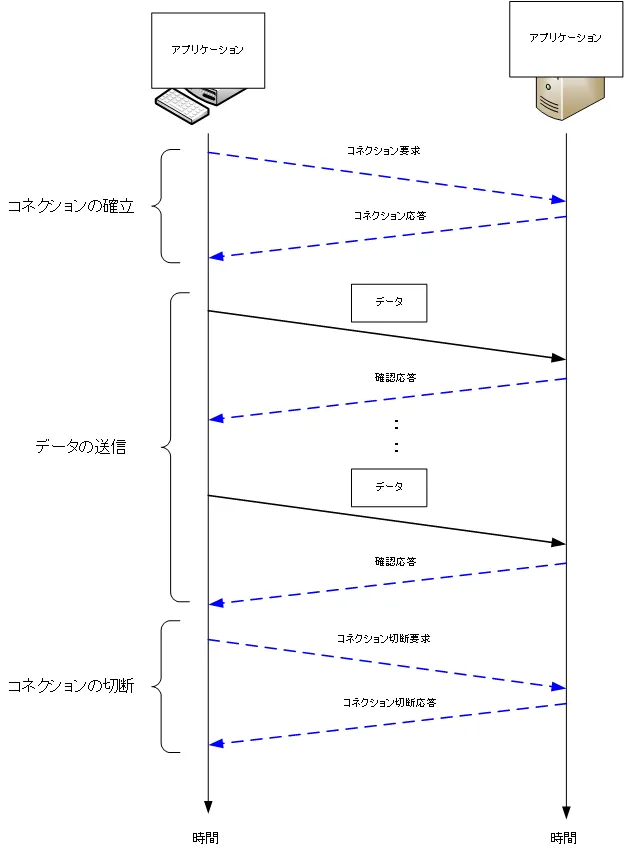 アプリケーション
アプリケーション
コネクション要求
コネクションの確立
コネクション応答
データ
確認応答
データの送信
データ
確認応答
コネクション切断要求
コネクションの切断
コネクション切断応答
時間
時間